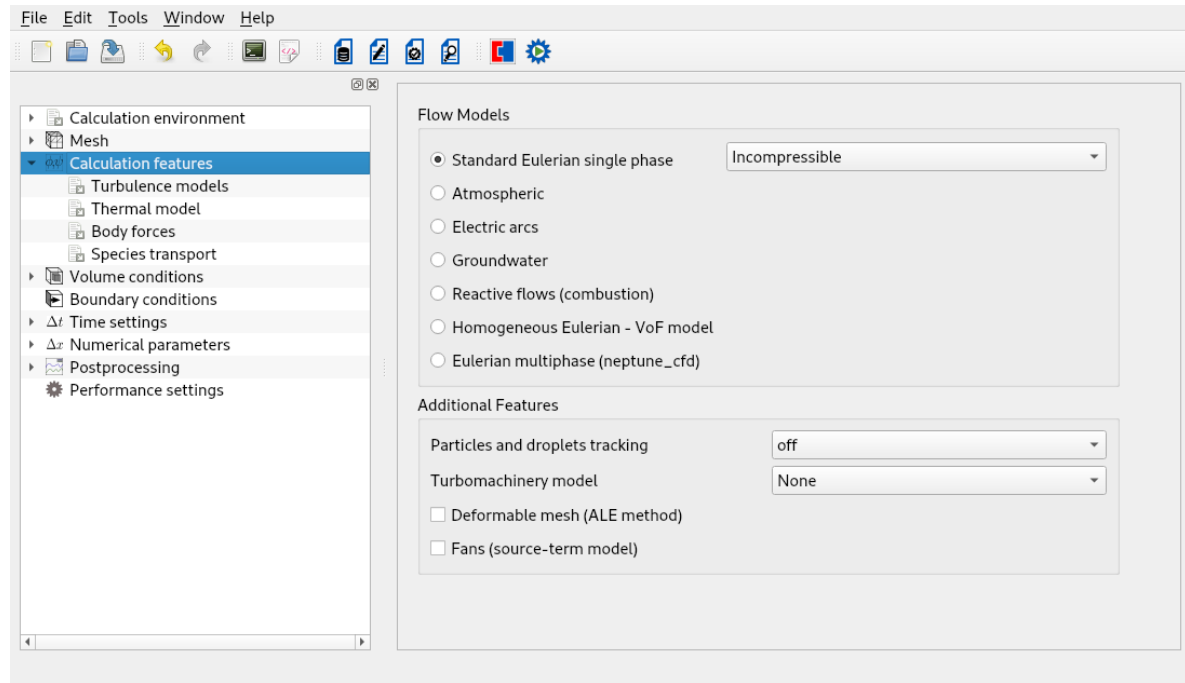 File Edit Tools Window Help
Calculation environment
Mesh
Calculation features
Turbulence models
Thermal model
Body forces
Species transport
Volume conditions
Boundary conditions
Δt Time settings
Δx Numerical parameters
Postprocessing
Performance settings
Flow Models
Standard Eulerian single phase Incompressible
Atmospheric
Electric arcs
Groundwater
Reactive flows (combustion)
Homogeneous Eulerian - VoF model
Eulerian multiphase (neptune_cfd)
Additional Features
Particles and droplets tracking off
Turbomachinery model None
Deformable mesh (ALE method)
Fans (source-term model)